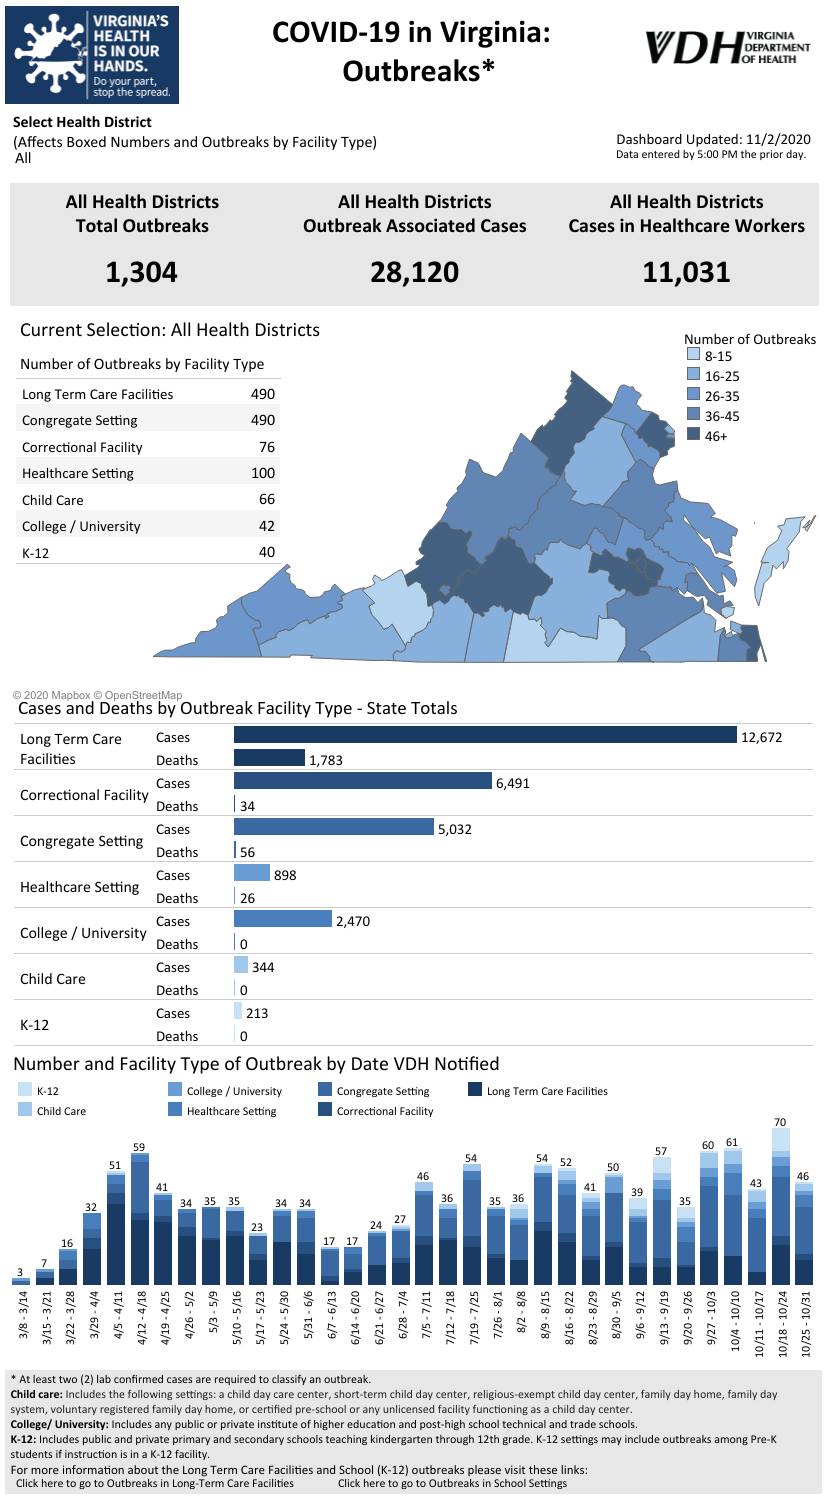 VIRGINIA'S
HEALTH
IS IN OUR
HANDS.
Do your part,
stop the spread.
COVID-19 in Virginia:
Outbreaks*
VDH VIRGINIA
DEPARTMENT
OF HEALTH
Select Health District
(Affects Boxed Numbers and Outbreaks by Facility Type)
All
Dashboard Updated: 11/2/2020
Data entered by 5:00 PM the prior day.
All Health Districts
Total Outbreaks
1,304
All Health Districts
Outbreak Associated Cases
28,120
All Health Districts
Cases in Healthcare Workers
11,031
Current Selection: All Health Districts
Number of Outbreaks by Facility Type
Long Term Care Facilities 490
Congregate Setting 490
Correctional Facility 76
Healthcare Setting 100
Child Care 66
College / University 42
K-12 40
Number of Outbreaks
8-15
16-25
26-35
36-45
46+
© 2020 Mapbox © OpenStreetMap
Cases and Deaths by Outbreak Facility Type - State Totals
Long Term Care
Facilities
Cases 12,672
Deaths 1,783
Correctional Facility
Cases 6,491
Deaths 34
Congregate Setting
Cases 5,032
Deaths 56
Healthcare Setting
Cases 898
Deaths 26
College / University
Cases 2,470
Deaths 0
Child Care
Cases 344
Deaths 0
K-12
Cases 213
Deaths 0
Number and Facility Type of Outbreak by Date VDH Notified
K-12 College / University Congregate Setting Long Term Care Facilities
Child Care Healthcare Setting Correctional Facility
3 7 16 32 51 59 41 34 35 35 23 34 34 17 17 24 27 46 36 54 35 36 54 52 41 50 39 57 35 60 61 43 70 46
3/8 - 3/14
3/15 - 3/21
3/22 - 3/28
3/29 - 4/4
4/5 - 4/11
4/12 - 4/18
4/19 - 4/25
4/26 - 5/2
5/3 - 5/9
5/10 - 5/16
5/17 - 5/23
5/24 - 5/30
5/31 - 6/6
6/7 - 6/13
6/14 - 6/20
6/21 - 6/27
6/28 - 7/4
7/5 - 7/11
7/12 - 7/18
7/19 - 7/25
7/26 - 8/1
8/2 - 8/8
8/9 - 8/15
8/16 - 8/22
8/23 - 8/29
8/30 - 9/5
9/6 - 9/12
9/13 - 9/19
9/20 - 9/26
9/27 - 10/3
10/4 - 10/10
10/11 - 10/17
10/18 - 10/24
10/25 - 10/31
* At least two (2) lab confirmed cases are required to classify an outbreak.
Child care: Includes the following settings: a child day care center, short-term child day center, religious-exempt child day center, family day home, family day
system, voluntary registered family day home, or certified pre-school or any unlicensed facility functioning as a child day center.
College/ University: Includes any public or private institute of higher education and post-high school technical and trade schools.
K-12: Includes public and private primary and secondary schools teaching kindergarten through 12th grade. K-12 settings may include outbreaks among Pre-K
students if instruction is in a K-12 facility.
For more information about the Long Term Care Facilities and School (K-12) outbreaks please visit these links:
Click here to go to Outbreaks in Long-Term Care Facilities Click here to go to Outbreaks in School Settings